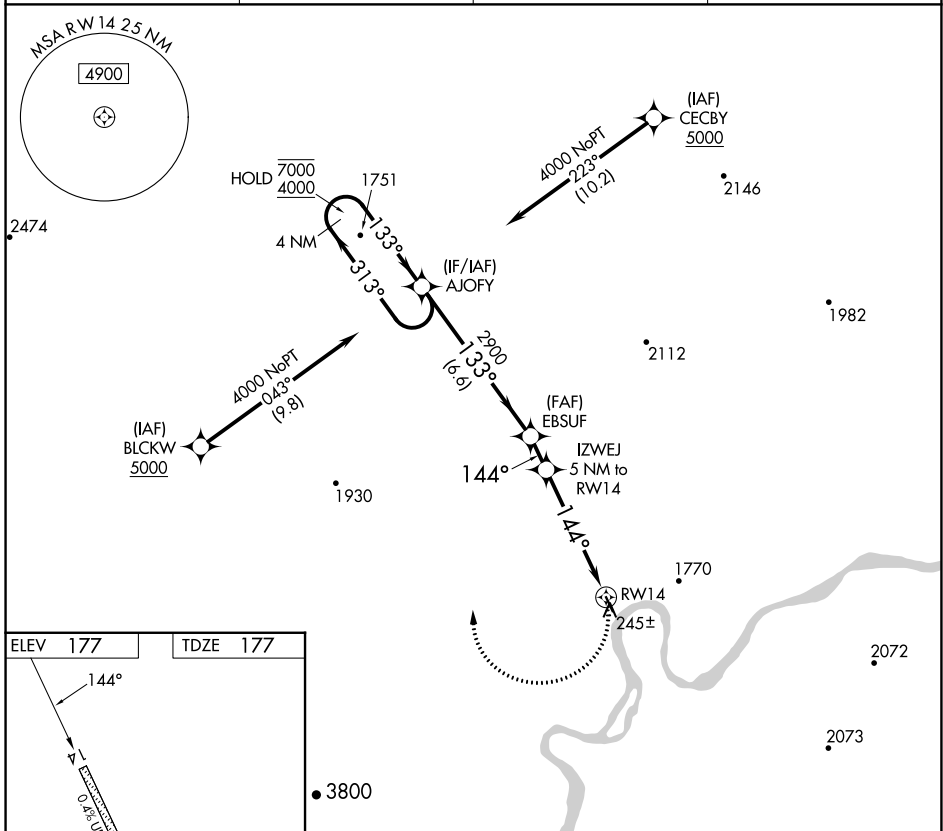 MSA RW 14 25 NM
4900
(IAF)
CECBY
5000
4000 NoPT
223°
(10.2)
2146
HOLD 7000
4000
1751
4 NM
133°
313°
2474
(IF/IAF)
AJOFY
1982
2112
2900
133°
(6.6)
4000 NoPT
043°
(9.8)
(IAF)
BLCKW
5000
(FAF)
EBSUF
IZWEJ
5 NM to
RW14
144°
1930
144°
1770
RW14
245±
2072
2073
ELEV 177
TDZE 177
144°
14
3800